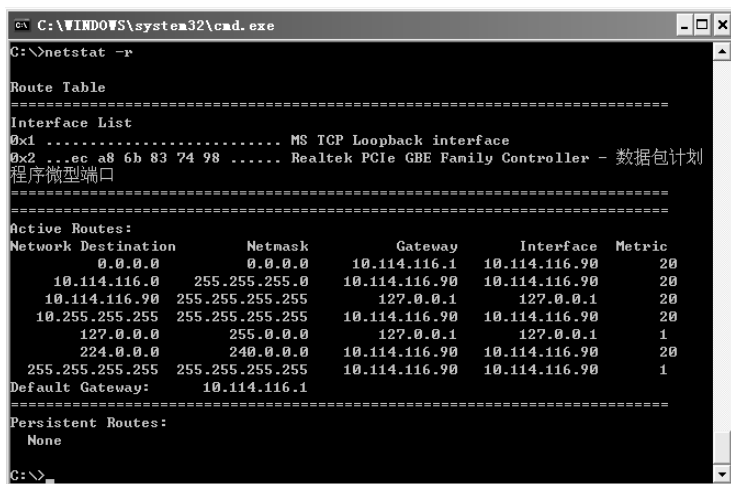 C:\WINDOWS\system32\cmd.exe
C:\>netstat -r
Route Table
===========================================================================
Interface List
0x1 ........................... MS TCP Loopback interface
0x2 ...ec a8 6b 83 74 98 ...... Realtek PCIe GBE Family Controller - 数据包计划
程序微型端口
===========================================================================
===========================================================================
Active Routes:
Network Destination        Netmask          Gateway       Interface  Metric
0.0.0.0          0.0.0.0     10.114.116.1   10.114.116.90      20
10.114.116.0    255.255.255.0    10.114.116.90   10.114.116.90      20
10.114.116.90  255.255.255.255        127.0.0.1       127.0.0.1      20
10.255.255.255  255.255.255.255    10.114.116.90   10.114.116.90      20
127.0.0.0        255.0.0.0        127.0.0.1       127.0.0.1      1
224.0.0.0        240.0.0.0    10.114.116.90   10.114.116.90      20
255.255.255.255  255.255.255.255    10.114.116.90   10.114.116.90      1
Default Gateway:      10.114.116.1
===========================================================================
Persistent Routes:
None
C:\>_